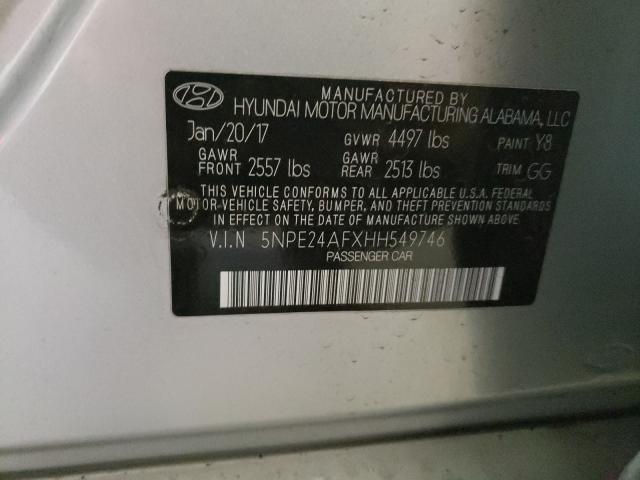 MANUFACTURED BY
HYUNDAI MOTOR MANUFACTURING ALABAMA, LLC
Jan/20/17 GVWR 4497 lbs PAINT Y8
GAWR FRONT 2557 lbs GAWR REAR 2513 lbs TRIM GG
THIS VEHICLE CONFORMS TO ALL APPLICABLE U.S.A. FEDERAL
MOTOR-VEHICLE SAFETY, BUMPER, AND THEFT PREVENTION STANDARDS
IN EFFECT ON THE DATE OF MANUFACTURE SHOWN ABOVE.
V.I.N 5NPE24AFXHH549746
PASSENGER CAR